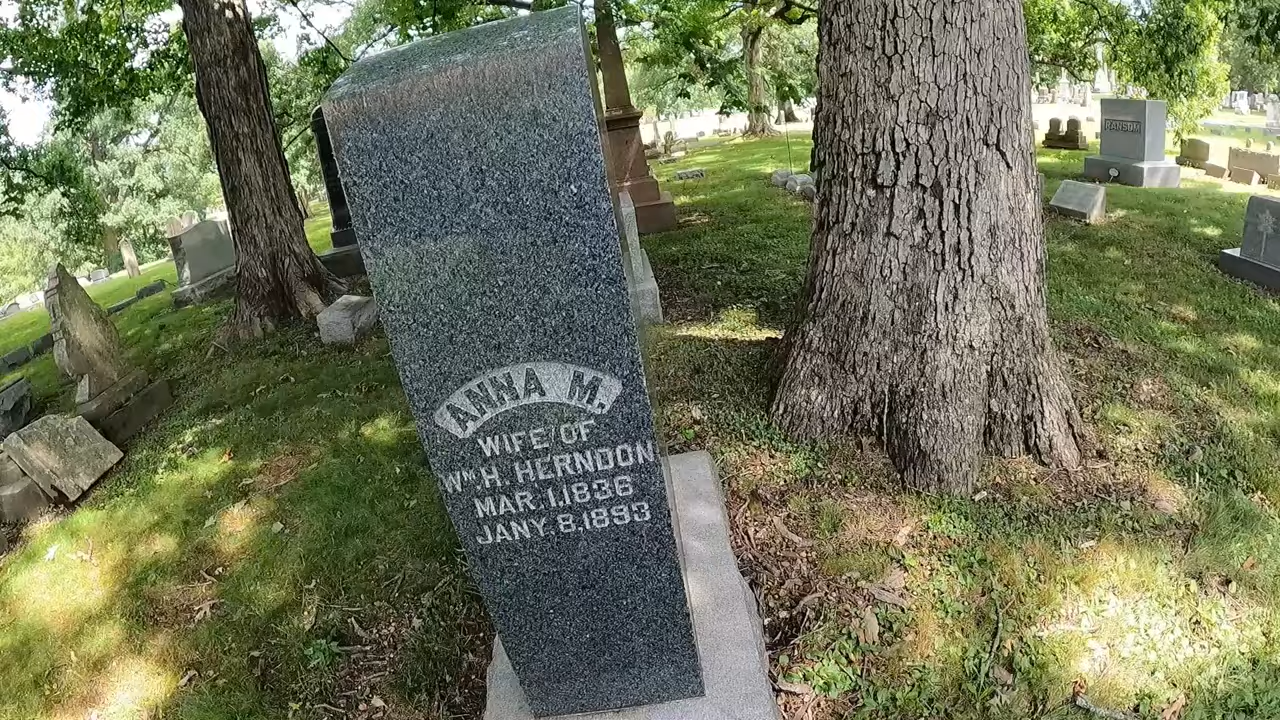 ANNA M.
WIFE OF
Wm H. HERNDON
MAR. 1, 1836
JANY. 8, 1893
RANSOM